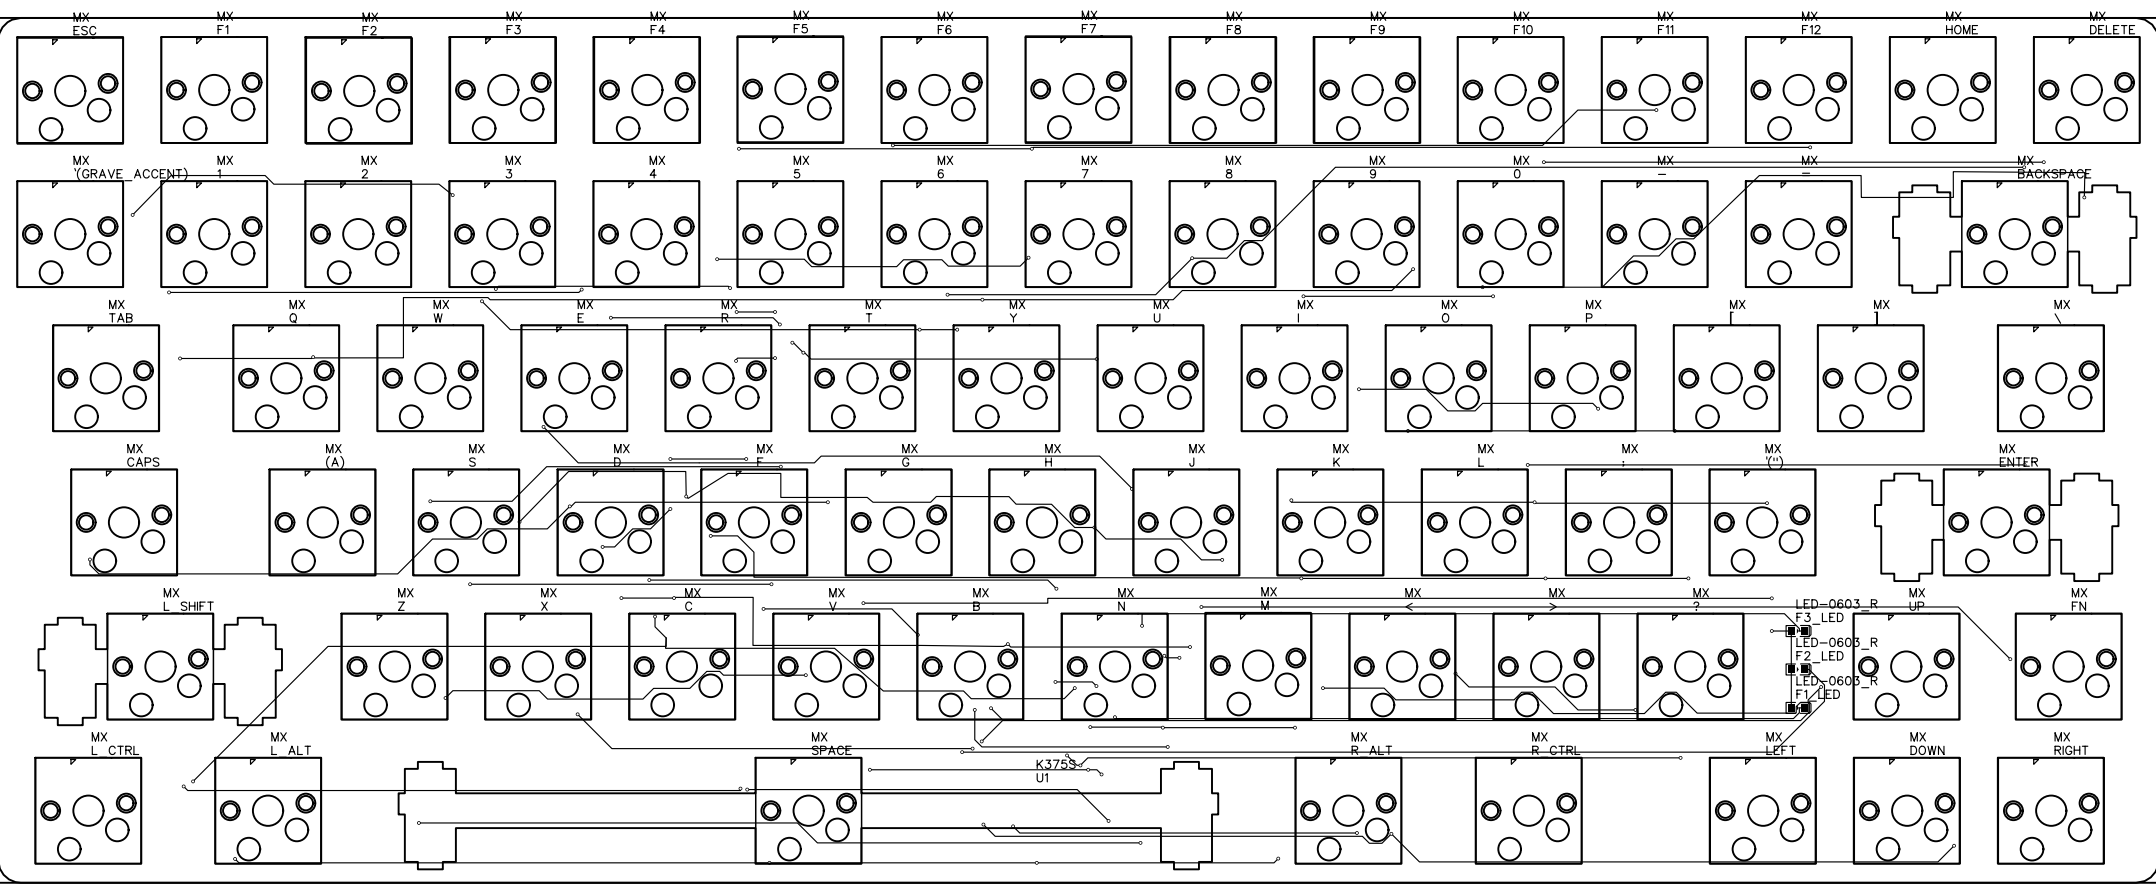 MX MX MX MX MX MX MX MX MX MX MX MX MX MX MX
ESC F1 F2 F3 F4 F5 F6 F7 F8 F9 F10 F11 F12 HOME DELETE
MX MX MX MX MX MX MX MX MX MX MX MX MX MX
'(GRAVE_ACCENT) 1 2 3 4 5 6 7 8 9 0 - - BACKSPACE
MX MX MX MX MX MX MX MX MX MX MX MX MX MX
TAB Q W E R T Y U I O P [ ] \
MX MX MX MX MX MX MX MX MX MX MX MX MX
CAPS (A) S D F G H J K L ; '(") ENTER
MX MX MX MX MX MX MX MX MX MX MX MX MX
L_SHIFT Z X C V B N M < > ? UP FN
LED-0603_R
F3_LED
LED-0603_R
F2_LED
LED-0603_R
F1_LED
MX MX MX MX MX MX MX MX
L_CTRL L_ALT SPACE R_ALT R_CTRL LEFT DOWN RIGHT
K375S
U1